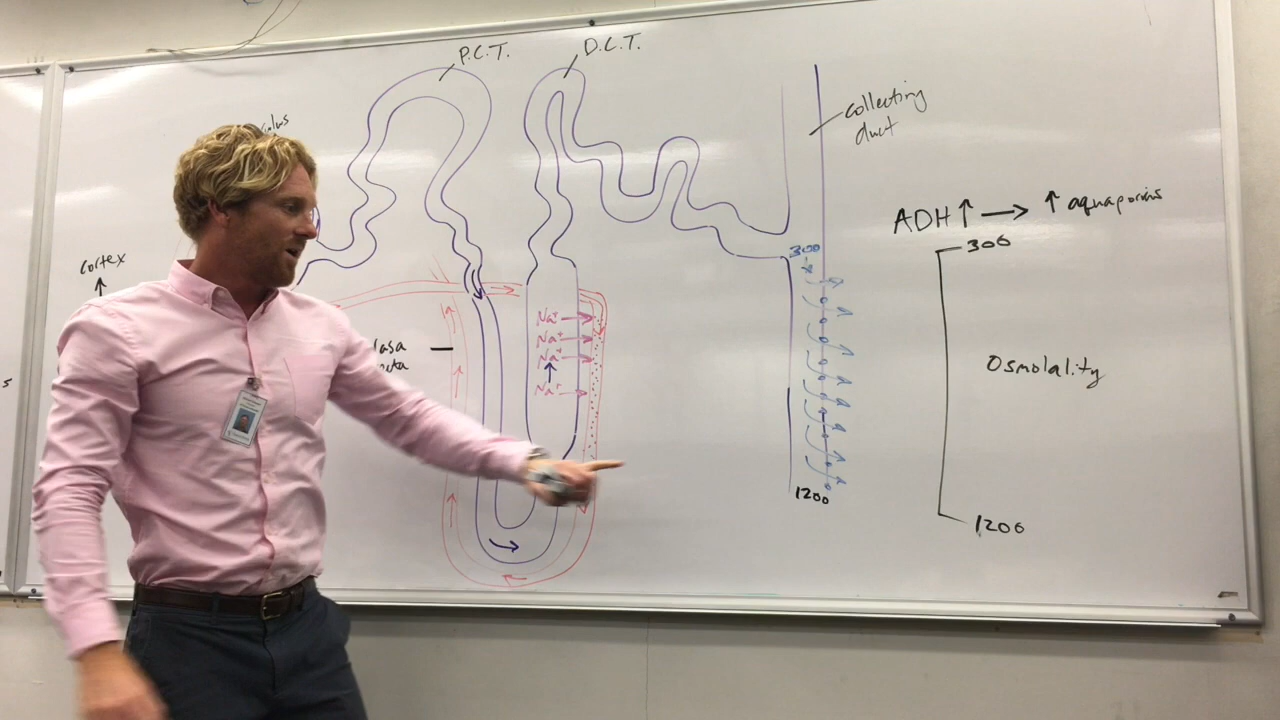 P.C.T.
D.C.T.
collecting
duct
ADH ↑ → ↑ aquaporins
300
300
cortex
Na+
Na+
Na+
Na+
Osmolality
1200
1200